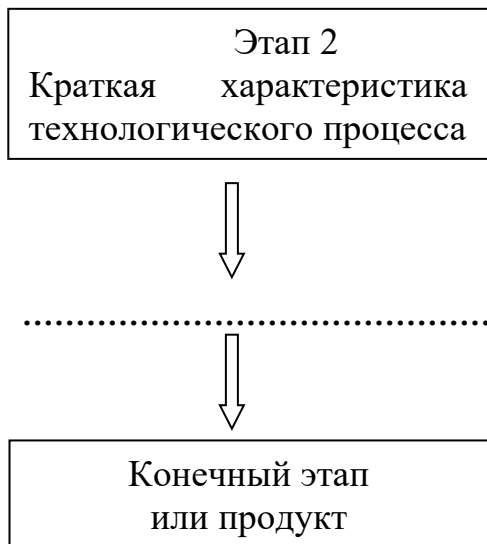 Этап 2
Краткая характеристика
технологического процесса
Конечный этап
или продукт